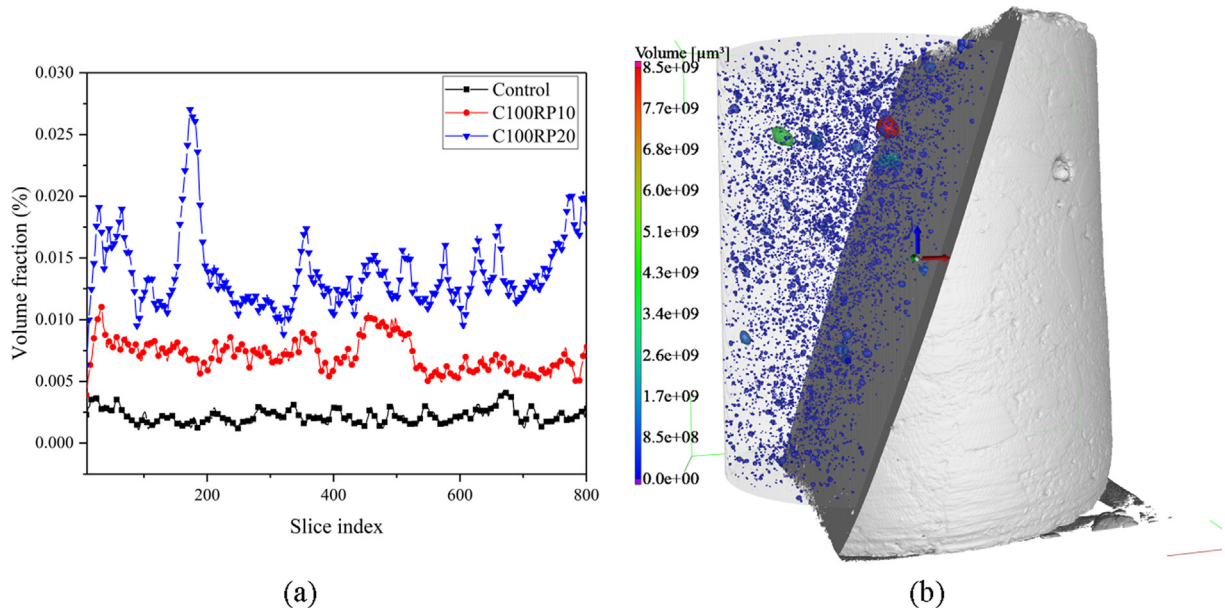 0.030
0.025
0.020
0.015
0.010
0.005
0.000
Volume fraction (%)
Control
C100RP10
C100RP20
200
400
600
800
Slice index
(a)
Volume [µm³]
8.5e+09
7.7e+09
6.8e+09
6.0e+09
5.1e+09
4.3e+09
3.4e+09
2.6e+09
1.7e+09
8.5e+08
0.0e+00
(b)